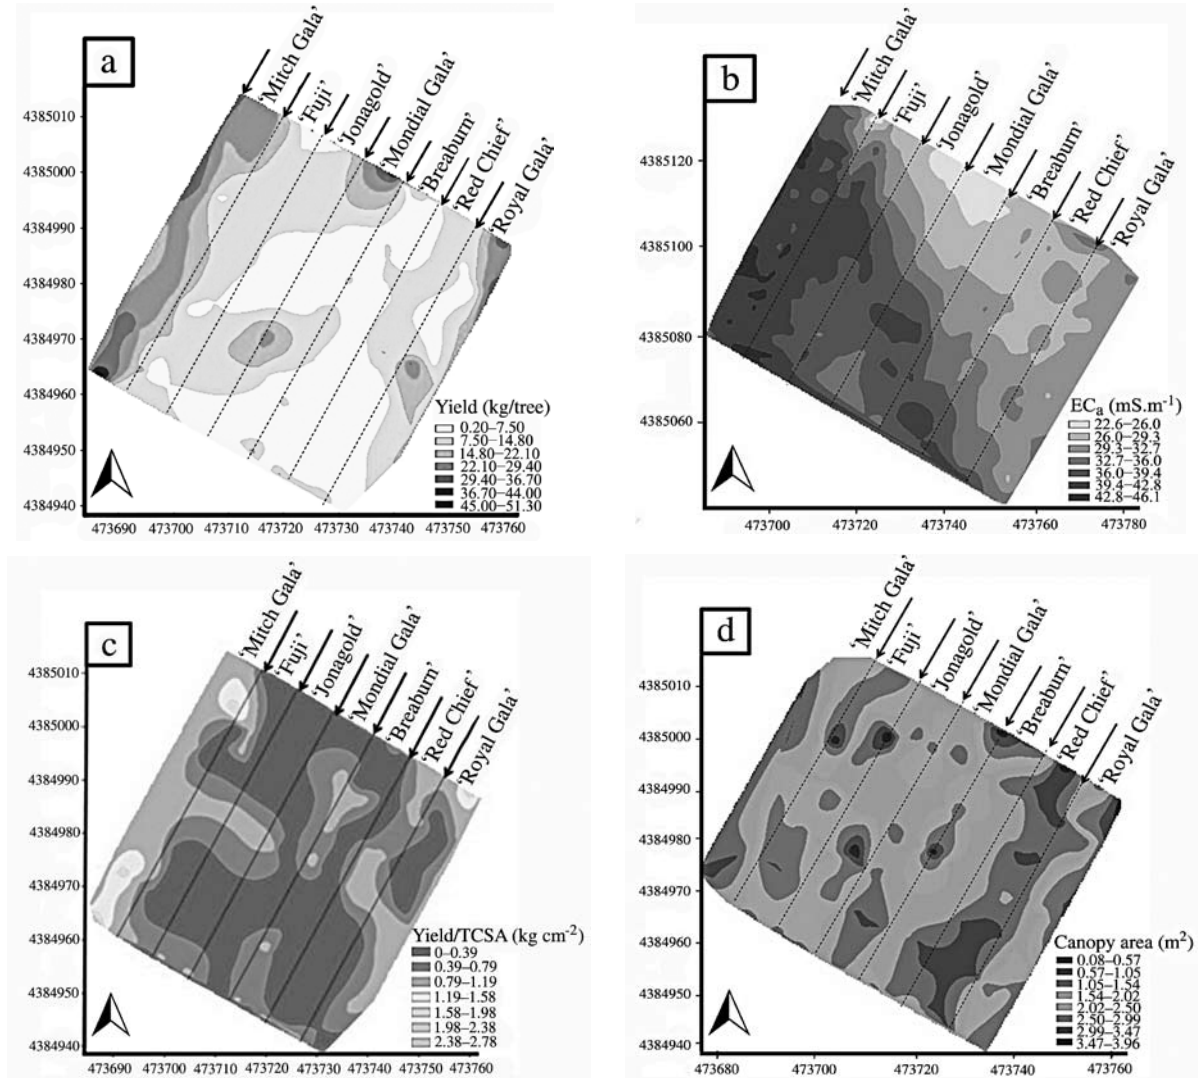 a
'Mitch Gala'
'Fuji'
'Jonagold'
'Mondial Gala'
'Breaburn'
'Red Chief'
'Royal Gala'
4385010
4385000
4384990
4384980
4384970
4384960
4384950
4384940
473690 473700 473710 473720 473730 473740 473750 473760
Yield (kg/tree)
0.20–7.50
7.50–14.80
14.80–22.10
22.10–29.40
29.40–36.70
36.70–44.00
45.00–51.30
b
'Mitch Gala'
'Fuji'
'Jonagold'
'Mondial Gala'
'Breaburn'
'Red Chief'
'Royal Gala'
4385120
4385100
4385080
4385060
473700 473720 473740 473760 473780
ECa (mS.m-1)
22.6–26.0
26.0–29.3
29.3–32.7
32.7–36.0
36.0–39.4
39.4–42.8
42.8–46.1
c
'Mitch Gala'
'Fuji'
'Jonagold'
'Mondial Gala'
'Breaburn'
'Red Chief'
'Royal Gala'
4385010
4385000
4384990
4384980
4384970
4384960
4384950
4384940
473690 473700 473710 473720 473730 473740 473750 473760
Yield/TCSA (kg cm-2)
0–0.39
0.39–0.79
0.79–1.19
1.19–1.58
1.58–1.98
1.98–2.38
2.38–2.78
d
'Mitch Gala'
'Fuji'
'Jonagold'
'Mondial Gala'
'Breaburn'
'Red Chief'
'Royal Gala'
4385010
4385000
4384990
4384980
4384970
4384960
4384950
4384940
473680 473690 473700 473720 473730 473740 473760
Canopy area (m2)
0.08–0.57
0.57–1.05
1.05–1.54
1.54–2.02
2.02–2.50
2.50–2.99
2.99–3.47
3.47–3.96